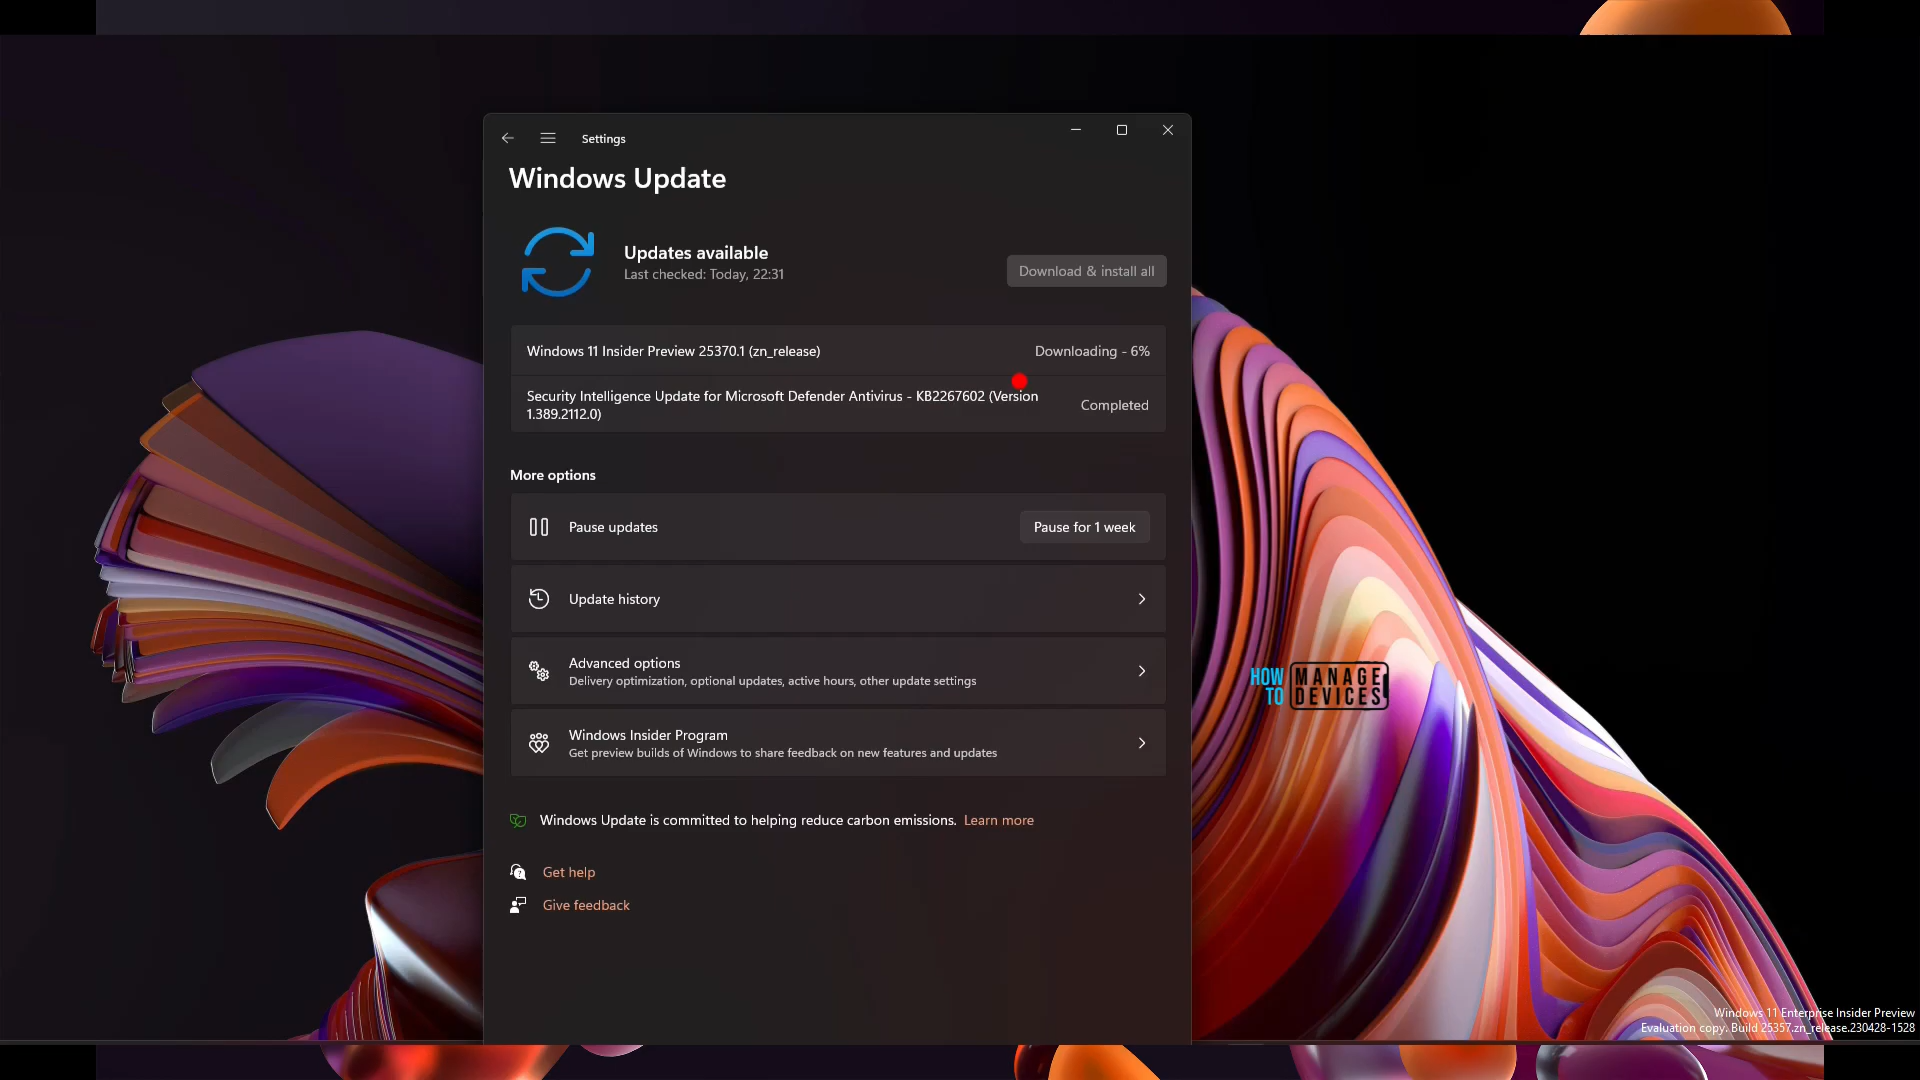 Settings
Windows Update
Updates available
Last checked: Today, 22:31
Download & install all
Windows 11 Insider Preview 25370.1 (zn_release)
Downloading - 6%
Security Intelligence Update for Microsoft Defender Antivirus - KB2267602 (Version
1.389.2112.0)
Completed
More options
Pause updates
Pause for 1 week
Update history
Advanced options
Delivery optimization, optional updates, active hours, other update settings
Windows Insider Program
Get preview builds of Windows to share feedback on new features and updates
Windows Update is committed to helping reduce carbon emissions. Learn more
Get help
Give feedback
HOW TO
MANAGE DEVICES
Windows 11 Enterprise Insider Preview
Evaluation copy. Build 25357.zn_release.230428-1528